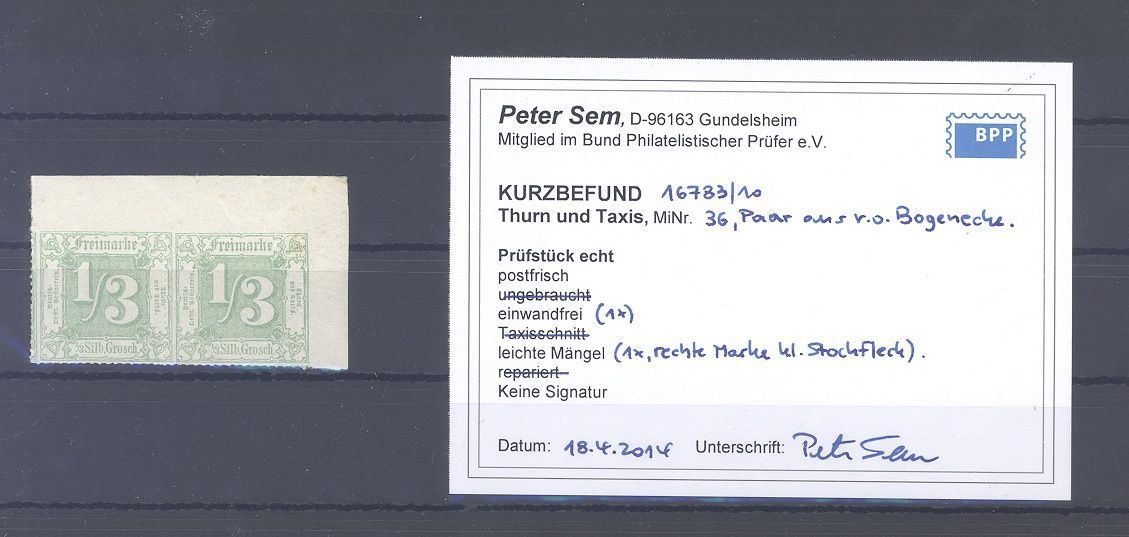 Freimarke Freimarke
1/3 1/3
1/3 Silb. Grosch. 1/3 Silb. Grosch.
Peter Sem, D-96163 Gundelsheim
Mitglied im Bund Philatelistischer Prüfer e.V.
BPP
KURZBEFUND 16783/10
Thurn und Taxis, MiNr. 36, Paar aus r.o. Bogenecke.
Prüfstück echt
postfrisch
ungebraucht
einwandfrei (1x)
Taxisschnitt
leichte Mängel (1x, rechte Marke kl. Stockfleck).
repariert
Keine Signatur
Datum: 18.4.2014 Unterschrift: Peter Sem